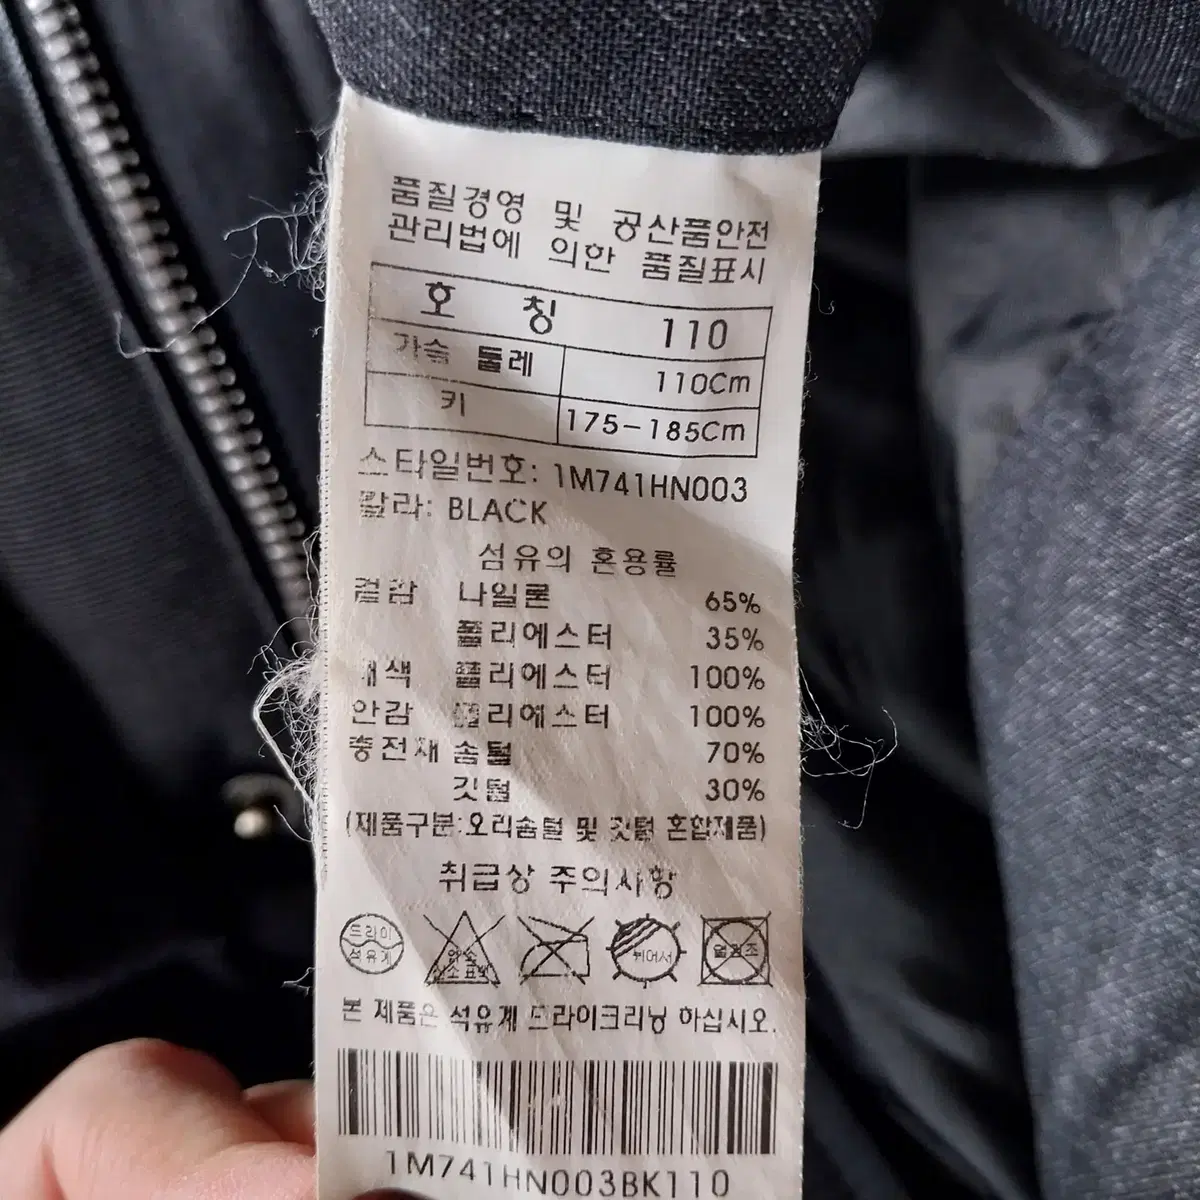 품질경영 및 공산품안전
관리법에 의한 품질표시
호 칭 110
가슴 둘레 110Cm
키 175-185Cm
스타일번호: 1M741HN003
칼라: BLACK
섬유의 혼용률
겉감 나일론 65%
폴리에스터 35%
배색 폴리에스터 100%
안감 폴리에스터 100%
충전재 솜털 70%
깃털 30%
(제품구분:오리솜털 및 깃털 혼합제품)
취급상 주의사항
드라이
석유계
염소
산소 표백
뉘어서
본 제품은 석유계 드라이크리닝 하십시오.
1M741HN003BK110